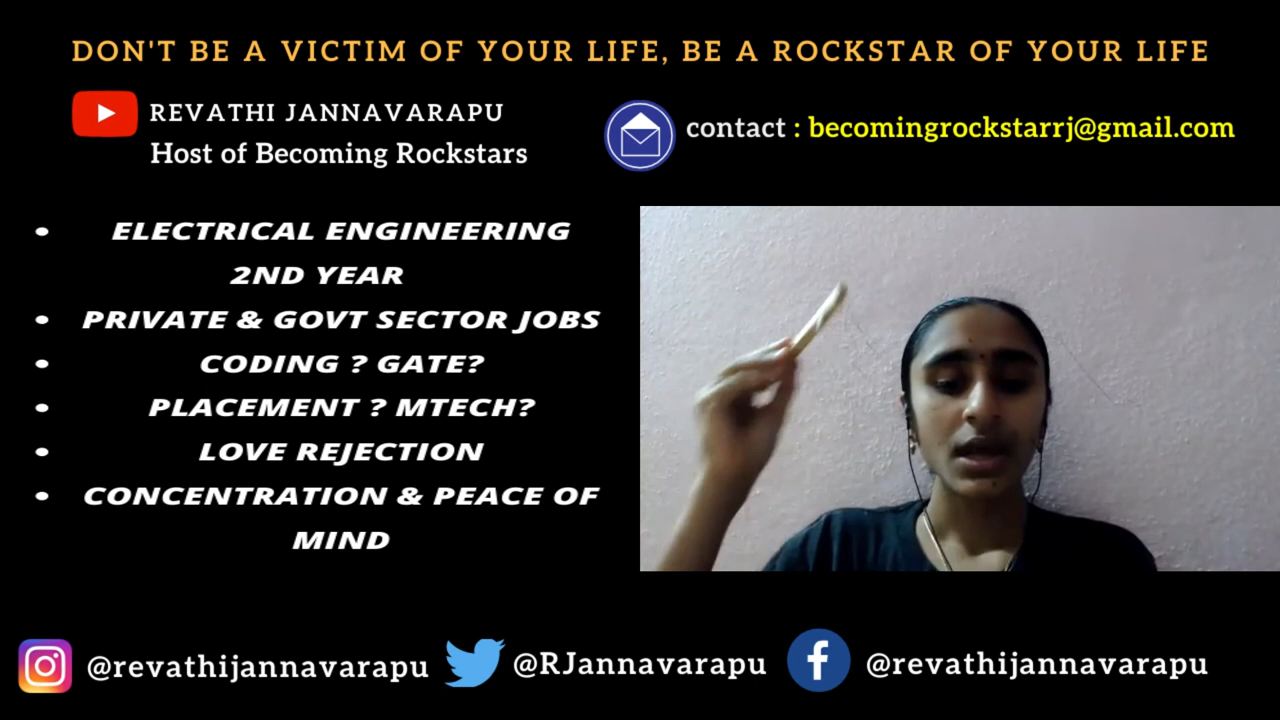 DON'T BE A VICTIM OF YOUR LIFE, BE A ROCKSTAR OF YOUR LIFE
REVATHI JANNAVARAPU
Host of Becoming Rockstars
contact : becomingrockstarrj@gmail.com
• ELECTRICAL ENGINEERING
2ND YEAR
• PRIVATE & GOVT SECTOR JOBS
• CODING ? GATE?
• PLACEMENT ? MTECH?
• LOVE REJECTION
• CONCENTRATION & PEACE OF
MIND
@revathijannavarapu
@RJannavarapu
@revathijannavarapu